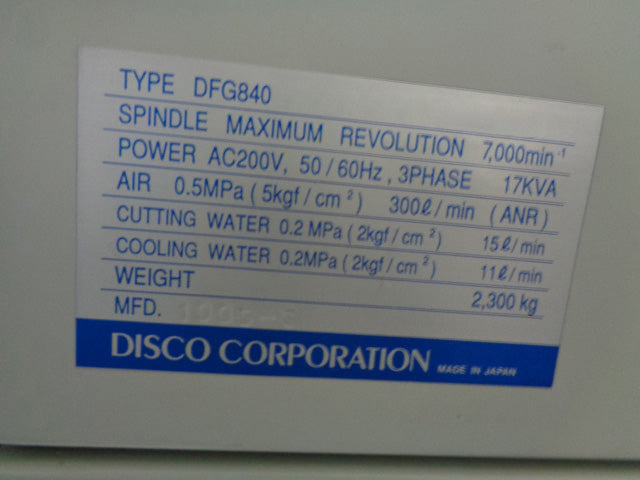 TYPE DFG840
SPINDLE MAXIMUM REVOLUTION 7,000min⁻¹
POWER AC200V, 50/60Hz, 3PHASE 17KVA
AIR 0.5MPa (5kgf/cm²) 300ℓ/min (ANR)
CUTTING WATER 0.2MPa (2kgf/cm²) 15ℓ/min
COOLING WATER 0.2MPa (2kgf/cm²) 11ℓ/min
WEIGHT 2,300 kg
MFD.
DISCO CORPORATION MADE IN JAPAN